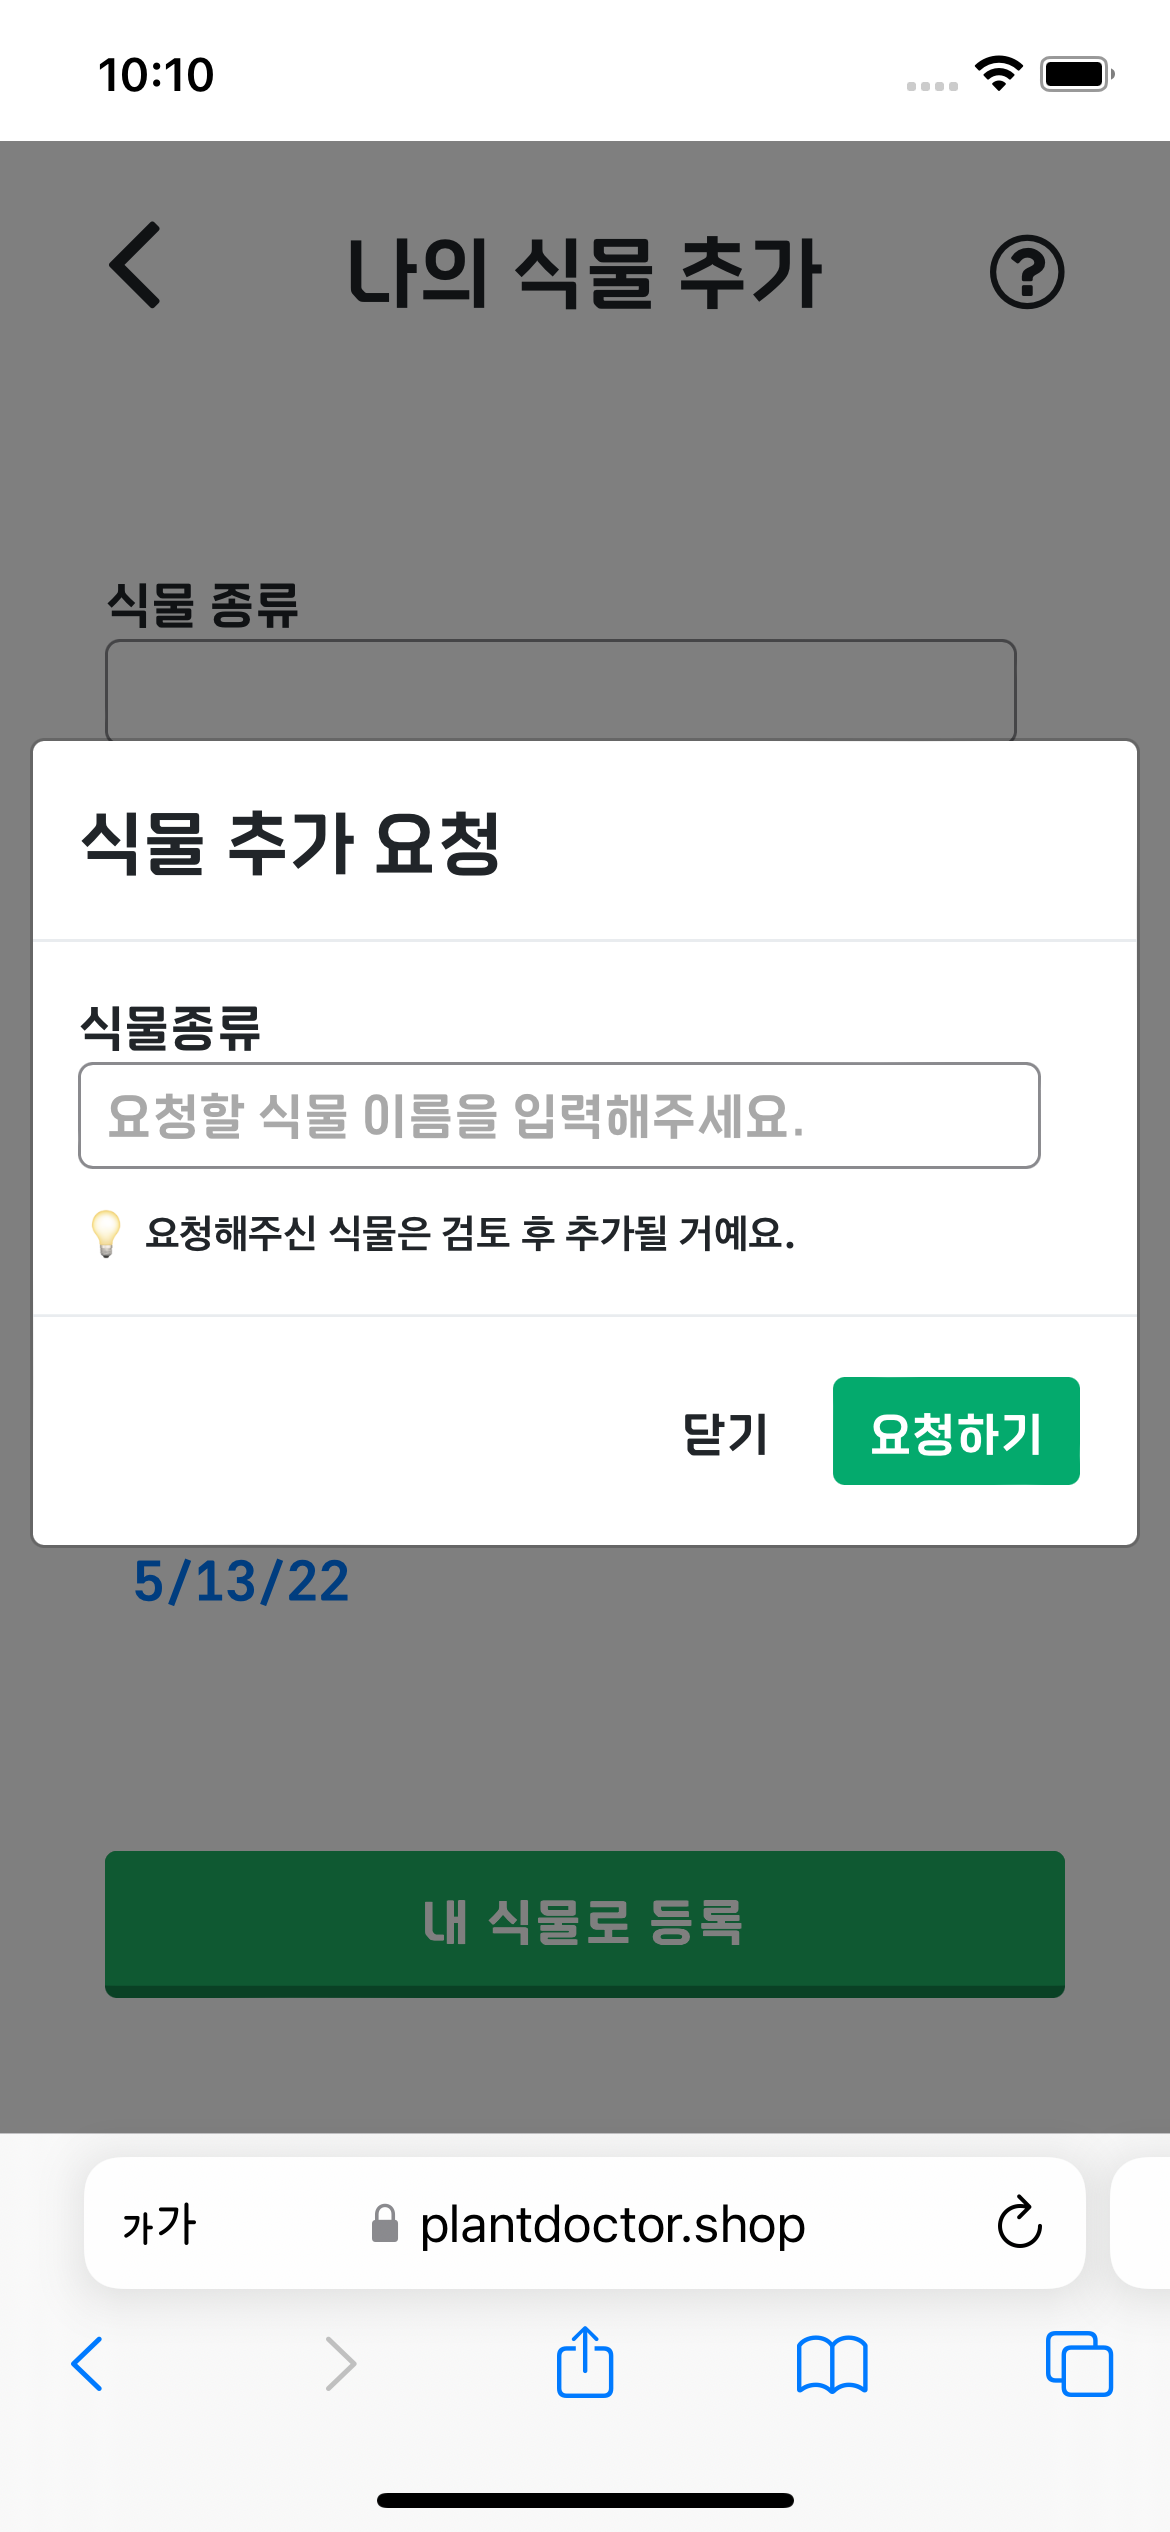 10:10
나의 식물 추가
식물 종류
식물 추가 요청
식물종류
요청할 식물 이름을 입력해주세요.
💡 요청해주신 식물은 검토 후 추가될 거예요.
닫기 요청하기
5/13/22
내 식물로 등록
가가 plantdoctor.shop